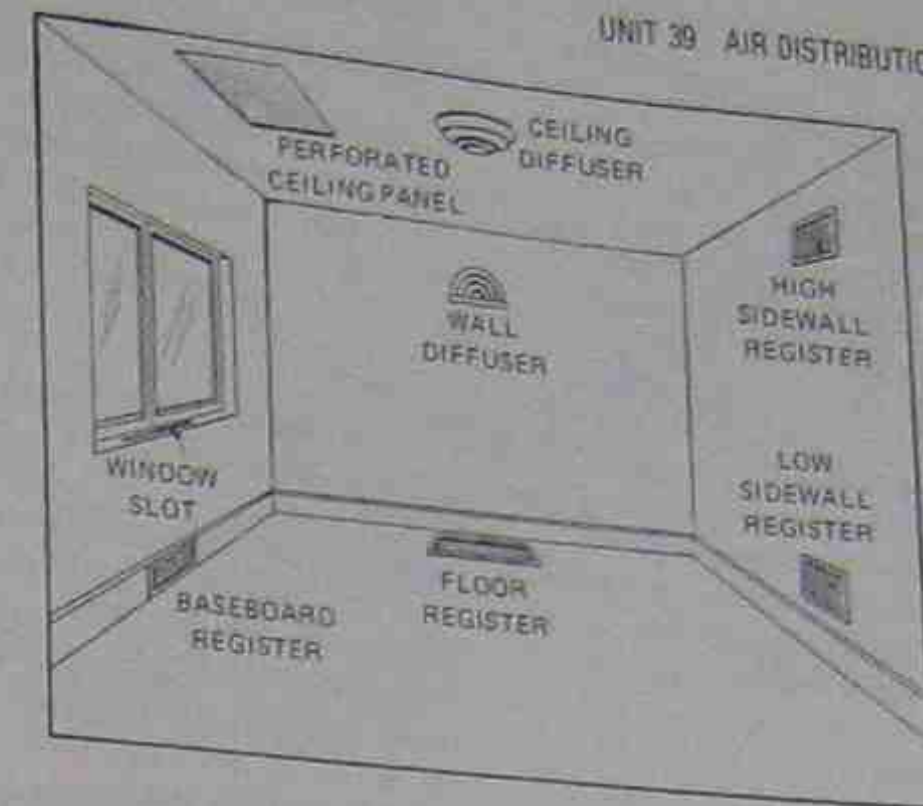 UNIT 39 AIR DISTRIBUTIO
PERFORATED
CEILING PANEL
CEILING
DIFFUSER
WALL
DIFFUSER
HIGH
SIDEWALL
REGISTER
WINDOW
SLOT
LOW
SIDEWALL
REGISTER
BASEBOARD
REGISTER
FLOOR
REGISTER